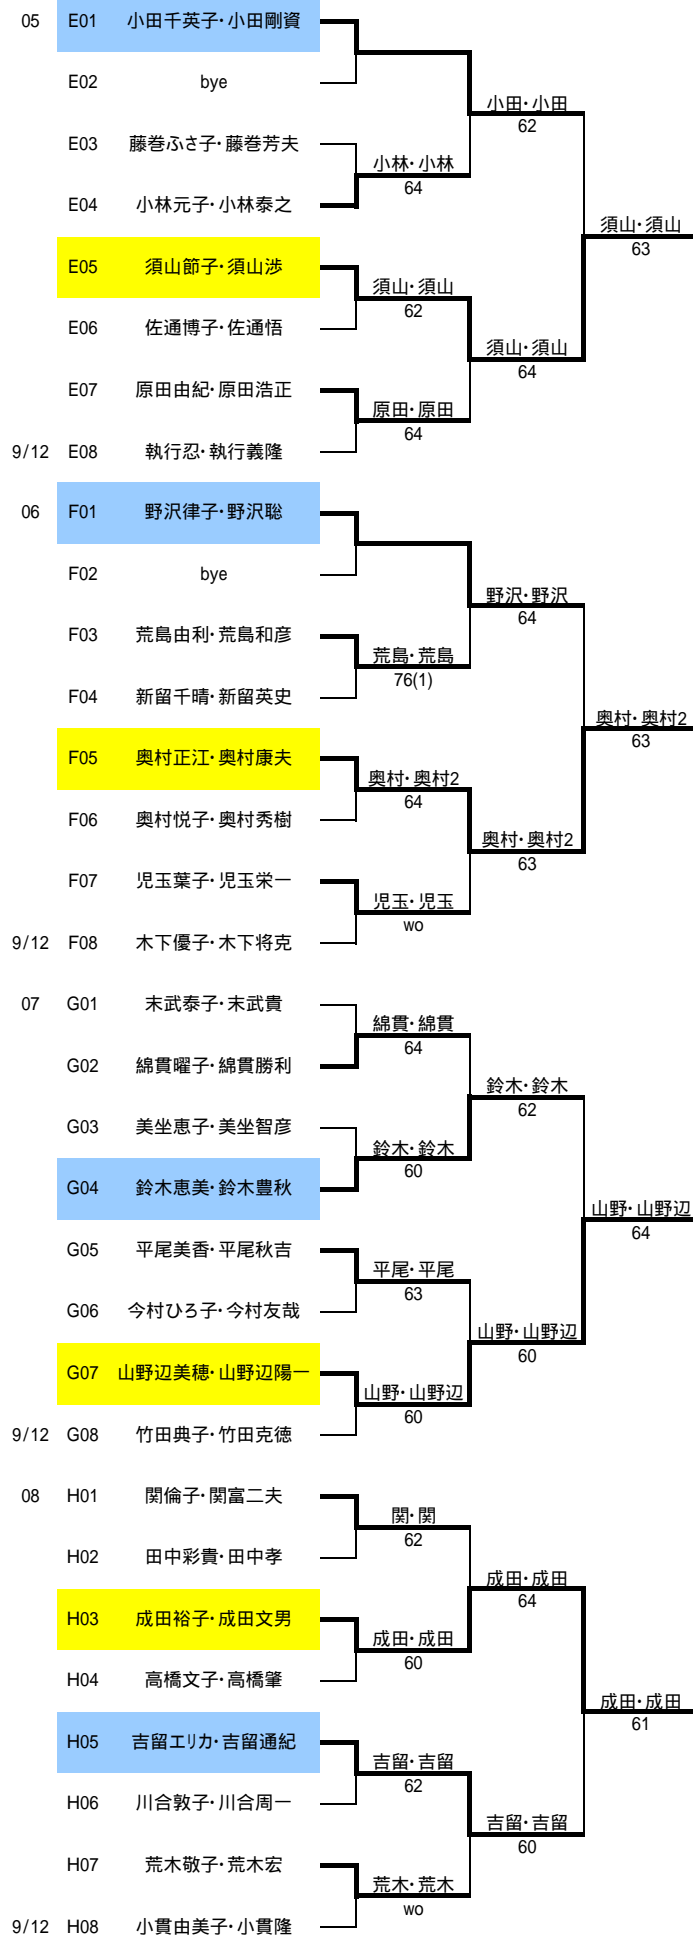 05 E01 小田千英子・小田剛資
E02 bye
小田・小田
62
E03 藤巻ふさ子・藤巻芳夫
小林・小林
64
E04 小林元子・小林泰之
須山・須山
63
E05 須山節子・須山渉
須山・須山
62
E06 佐通博子・佐通悟
須山・須山
64
E07 原田由紀・原田浩正
原田・原田
64
9/12 E08 執行忍・執行義隆
06 F01 野沢律子・野沢聡
F02 bye
野沢・野沢
64
F03 荒島由利・荒島和彦
荒島・荒島
76(1)
F04 新留千晴・新留英史
奥村・奥村2
63
F05 奥村正江・奥村康夫
奥村・奥村2
64
F06 奥村悦子・奥村秀樹
奥村・奥村2
63
F07 児玉葉子・児玉栄一
児玉・児玉
wo
9/12 F08 木下優子・木下将克
07 G01 末武泰子・末武貴
綿貫・綿貫
64
G02 綿貫曜子・綿貫勝利
鈴木・鈴木
62
G03 美坐恵子・美坐智彦
鈴木・鈴木
60
G04 鈴木恵美・鈴木豊秋
山野・山野辺
64
G05 平尾美香・平尾秋吉
平尾・平尾
63
G06 今村ひろ子・今村友哉
山野・山野辺
60
G07 山野辺美穂・山野辺陽一
山野・山野辺
60
9/12 G08 竹田典子・竹田克徳
08 H01 関倫子・関富二夫
関・関
62
H02 田中彩貴・田中孝
成田・成田
64
H03 成田裕子・成田文男
成田・成田
60
H04 高橋文子・高橋肇
成田・成田
61
H05 吉留エリカ・吉留通紀
吉留・吉留
62
H06 川合敦子・川合周一
吉留・吉留
60
H07 荒木敬子・荒木宏
荒木・荒木
wo
9/12 H08 小貫由美子・小貫隆